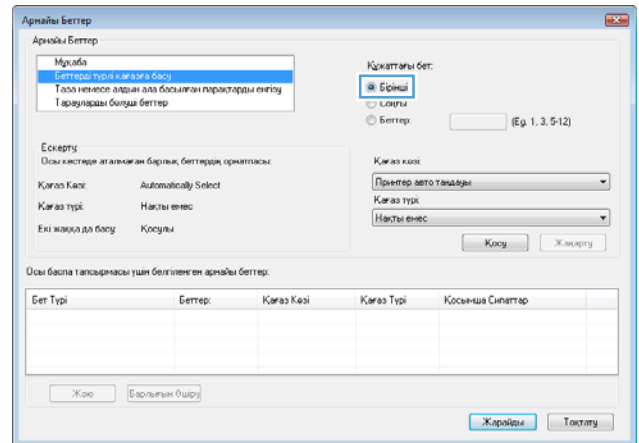 Арнайы Беттер
Арнайы Беттер
Мұқаба
Беттерді түрлі қағазға басу
Таза немесе алдын ала басылған парақтарды енгізу
Тарауларды бөлуші беттер
Құжаттағы бет:
Бірінші
Соңғы
Беттер:
(Eg. 1, 3, 5-12)
Ескерту:
Осы кестеде аталмаған барлық беттердің орнатпасы:
Қағаз Көзі: Automatically Select
Қағаз түрі: Нақты емес
Екі жаққа да басу: Қосулы
Қағаз көзі:
Принтер авто таңдауы
Қағаз түрі:
Нақты емес
Қосу Жаңарту
Осы баспа тапсырмасы үшін белгіленген арнайы беттер:
Бет Түрі Беттер: Қағаз Көзі Қағаз Түрі Қосымша Сипаттар
Жою Барлығын Өшіру
Жарайды Тоқтату